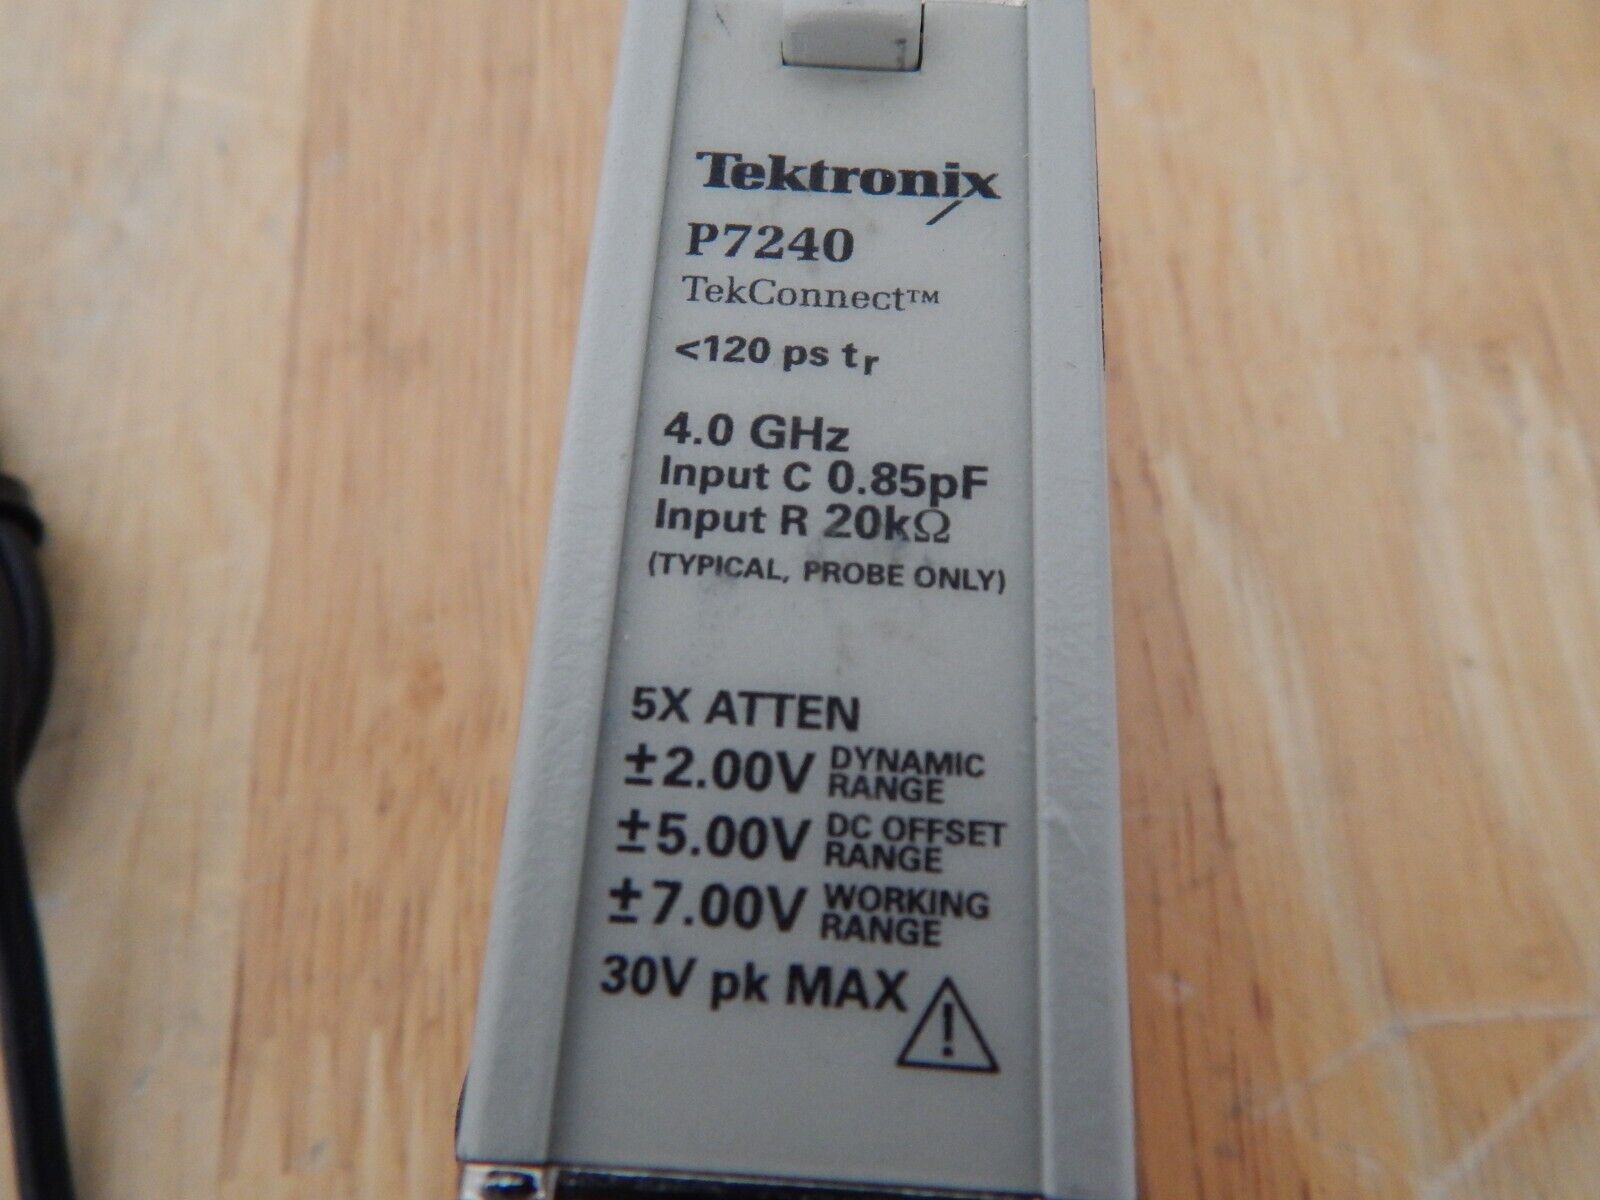 Tektronix
P7240
TekConnect™
<120 ps tr
4.0 GHz
Input C 0.85pF
Input R 20kΩ
(TYPICAL, PROBE ONLY)
5X ATTEN
±2.00V DYNAMIC RANGE
±5.00V DC OFFSET RANGE
±7.00V WORKING RANGE
30V pk MAX